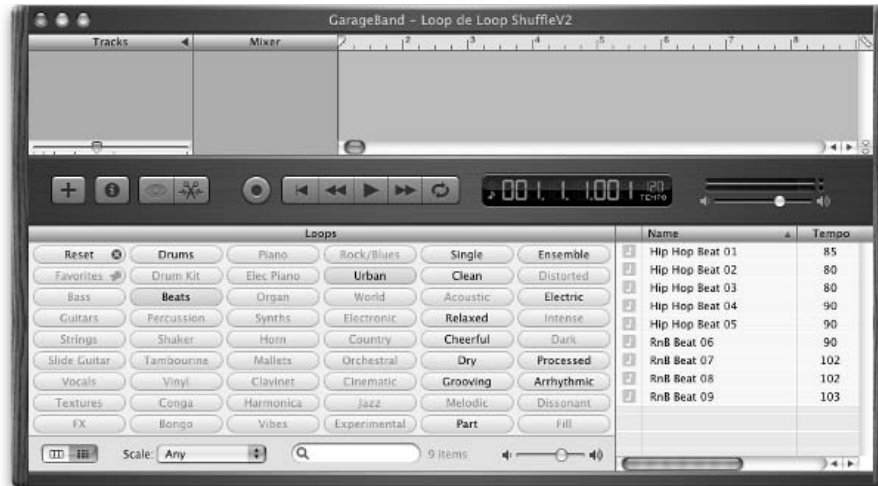 GarageBand – Loop de Loop ShuffleV2
Tracks Mixer 2 3 4 5 6 7 8
001. 1. 1.001 120 TEMPO
Loops Name Tempo
Reset Drums Piano Rock/Blues Single Ensemble
Favorites Drum Kit Elec Piano Urban Clean Distorted
Bass Beats Organ World Acoustic Electric
Guitars Percussion Synths Electronic Relaxed Intense
Strings Shaker Horn Country Cheerful Dark
Slide Guitar Tambourine Mallets Orchestral Dry Processed
Vocals Vinyl Clavinet Cinematic Grooving Arrhythmic
Textures Conga Harmonica Jazz Melodic Dissonant
FX Bongo Vibes Experimental Part Fill
Hip Hop Beat 01 85
Hip Hop Beat 02 80
Hip Hop Beat 03 80
Hip Hop Beat 04 90
Hip Hop Beat 05 90
RnB Beat 06 90
RnB Beat 07 102
RnB Beat 08 102
RnB Beat 09 103
Scale: Any 9 items